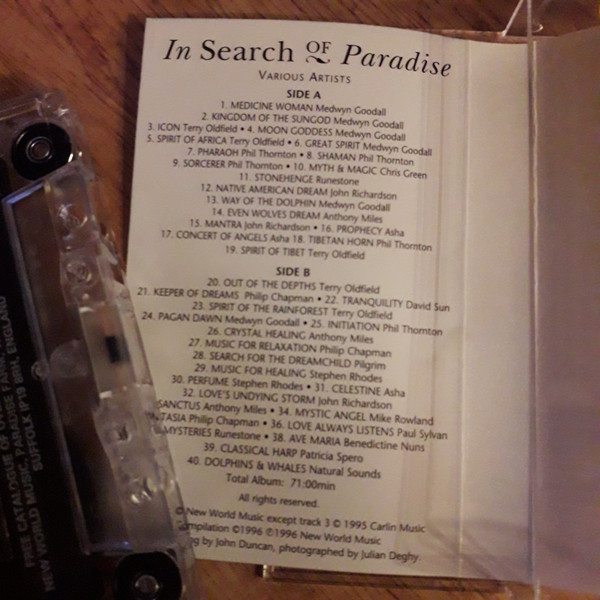 In Search OF Paradise
VARIOUS ARTISTS
SIDE A
1. MEDICINE WOMAN Medwyn Goodall
2. KINGDOM OF THE SUNGOD Medwyn Goodall
3. ICON Terry Oldfield • 4. MOON GODDESS Medwyn Goodall
5. SPIRIT OF AFRICA Terry Oldfield • 6. GREAT SPIRIT Medwyn Goodall
7. PHARAOH Phil Thornton • 8. SHAMAN Phil Thornton
9. SORCERER Phil Thornton • 10. MYTH & MAGIC Chris Green
11. STONEHENGE Runestone
12. NATIVE AMERICAN DREAM John Richardson
13. WAY OF THE DOLPHIN Medwyn Goodall
14. EVEN WOLVES DREAM Anthony Miles
15. MANTRA John Richardson • 16. PROPHECY Asha
17. CONCERT OF ANGELS Asha 18. TIBETAN HORN Phil Thornton
19. SPIRIT OF TIBET Terry Oldfield
SIDE B
20. OUT OF THE DEPTHS Terry Oldfield
21. KEEPER OF DREAMS Philip Chapman • 22. TRANQUILITY David Sun
23. SPIRIT OF THE RAINFOREST Terry Oldfield
24. PAGAN DAWN Medwyn Goodall • 25. INITIATION Phil Thornton
26. CRYSTAL HEALING Anthony Miles
27. MUSIC FOR RELAXATION Philip Chapman
28. SEARCH FOR THE DREAMCHILD Pilgrim
29. MUSIC FOR HEALING Stephen Rhodes
30. PERFUME Stephen Rhodes • 31. CELESTINE Asha
32. LOVE'S UNDYING STORM John Richardson
SANCTUS Anthony Miles • 34. MYSTIC ANGEL Mike Rowland
Philip Chapman • 36. LOVE ALWAYS LISTENS Paul Sylvan
MYSTERIES Runestone • 38. AVE MARIA Benedictine Nuns
39. CLASSICAL HARP Patricia Spero
40. DOLPHINS & WHALES Natural Sounds
Total Album: 71:00min
All rights reserved.
© New World Music except track 3 © 1995 Carlin Music
©1996 ℗1996 New World Music
by John Duncan, photographed by Julian Deghy.
CATALOGUE OF
NEW WORLD MUSIC, PARADISE FARM,
SUFFOLK IP19 8RH, ENGLAND